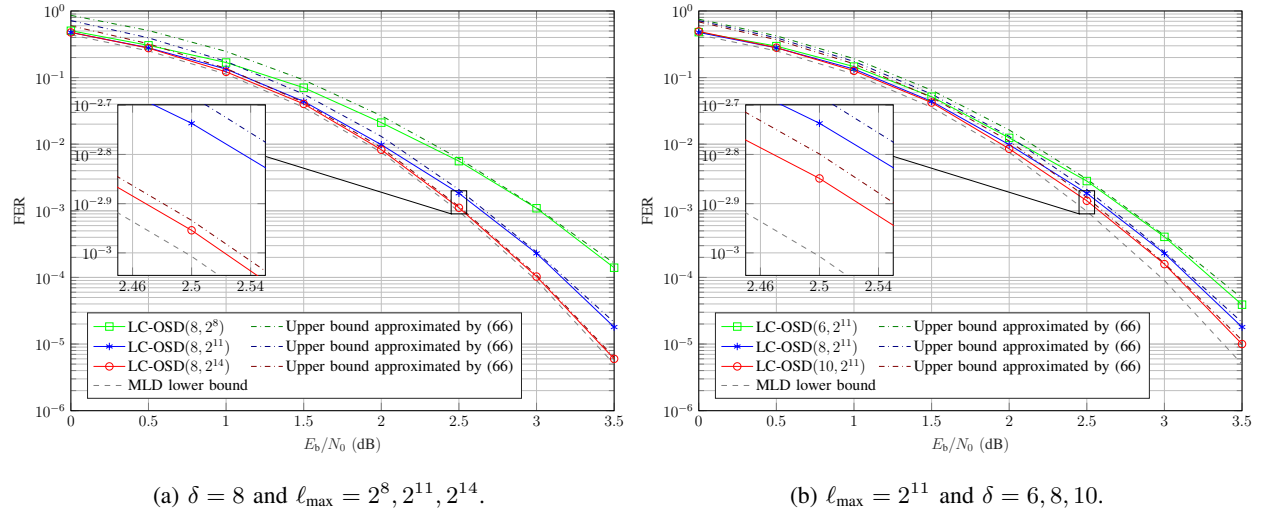 10^0
10^{-1}
10^{-2}
10^{-3}
10^{-4}
10^{-5}
10^{-6}
FER
0 0.5 1 1.5 2 2.5 3 3.5
E_b/N_0 (dB)
10^{-2.7}
10^{-2.8}
10^{-2.9}
10^{-3}
2.46 2.5 2.54
LC-OSD(8, 2^8) Upper bound approximated by (66)
LC-OSD(8, 2^{11}) Upper bound approximated by (66)
LC-OSD(8, 2^{14}) Upper bound approximated by (66)
MLD lower bound
(a) δ = 8 and ℓ_max = 2^8, 2^{11}, 2^{14}.
10^0
10^{-1}
10^{-2}
10^{-3}
10^{-4}
10^{-5}
10^{-6}
FER
0 0.5 1 1.5 2 2.5 3 3.5
E_b/N_0 (dB)
10^{-2.7}
10^{-2.8}
10^{-2.9}
10^{-3}
2.46 2.5 2.54
LC-OSD(6, 2^{11}) Upper bound approximated by (66)
LC-OSD(8, 2^{11}) Upper bound approximated by (66)
LC-OSD(10, 2^{11}) Upper bound approximated by (66)
MLD lower bound
(b) ℓ_max = 2^{11} and δ = 6, 8, 10.